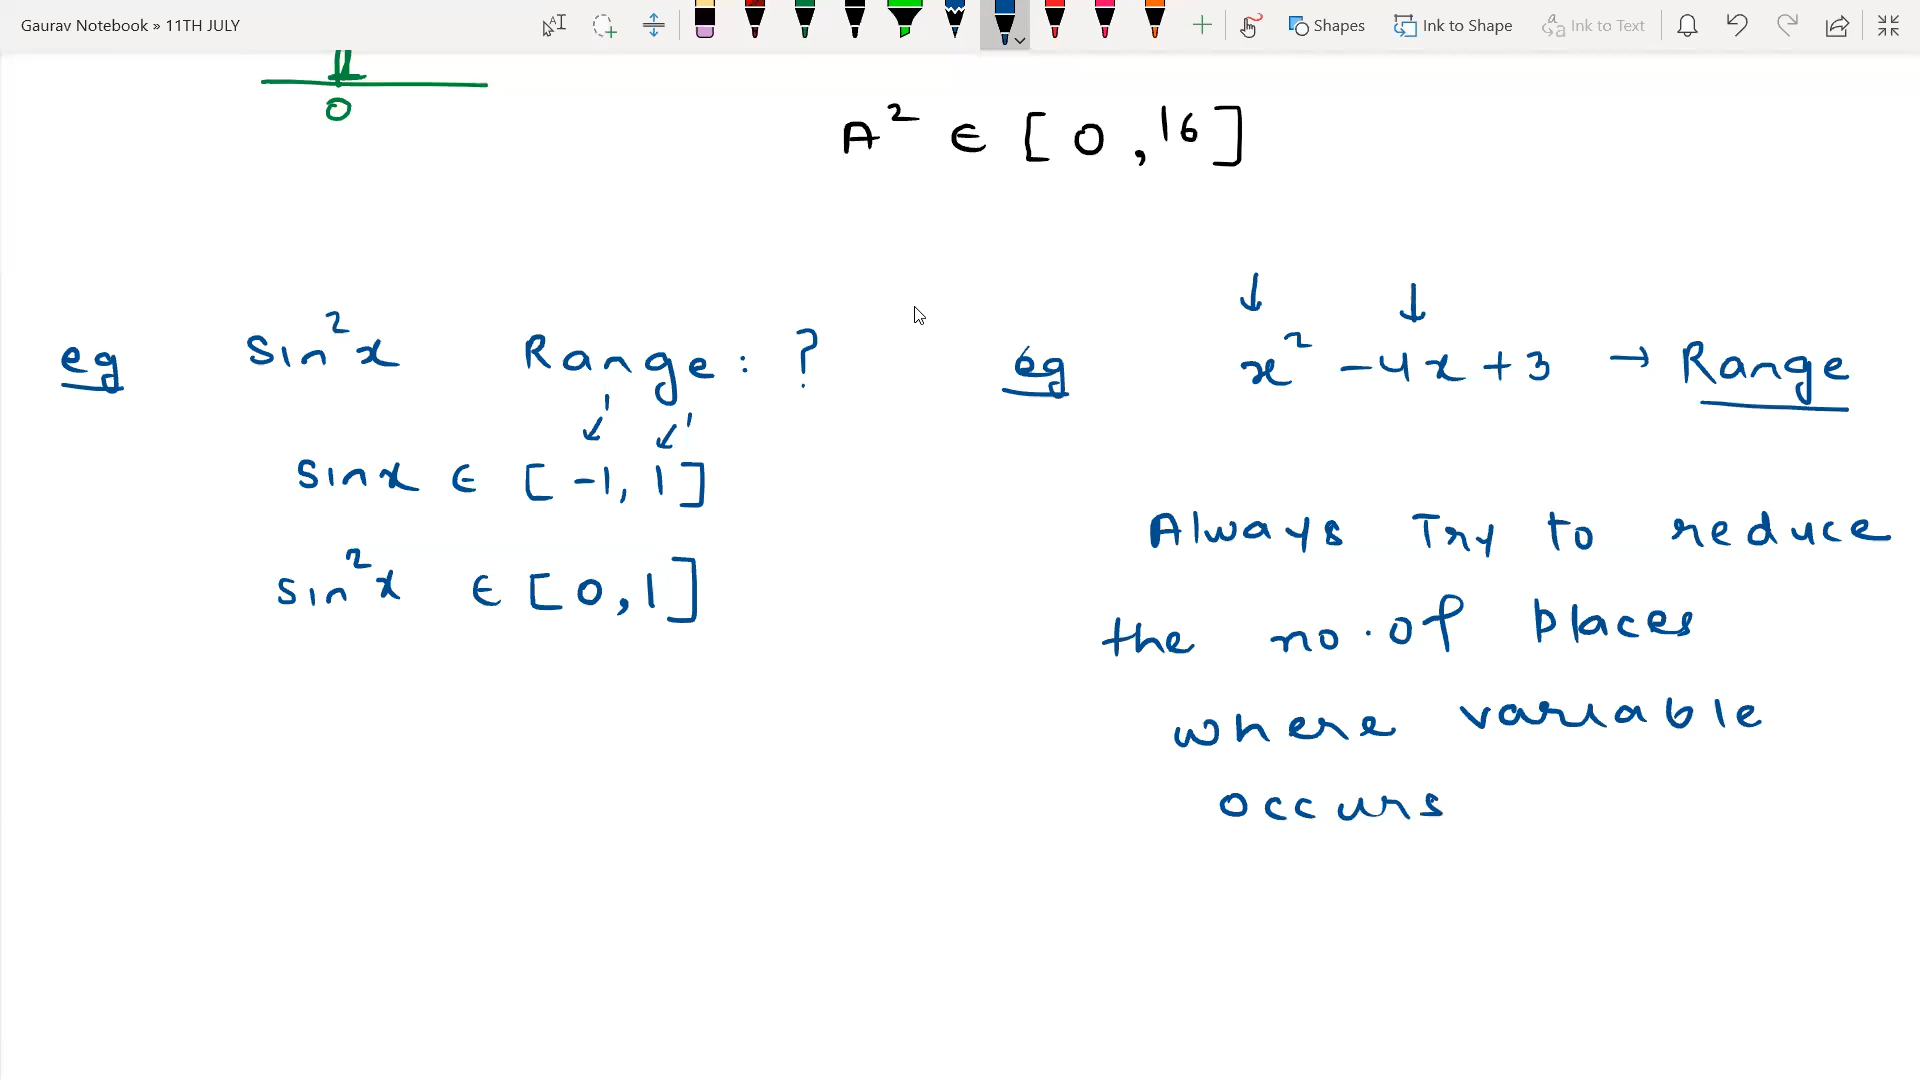 Gaurav Notebook » 11TH JULY
Shapes
Ink to Shape
Ink to Text
0
A² ∈ [0, 16]
eg sin²x Range: ?
sinx ∈ [-1, 1]
sin²x ∈ [0, 1]
eg x² - 4x + 3 → Range
Always Try to reduce
the no. of places
where variable
occurs